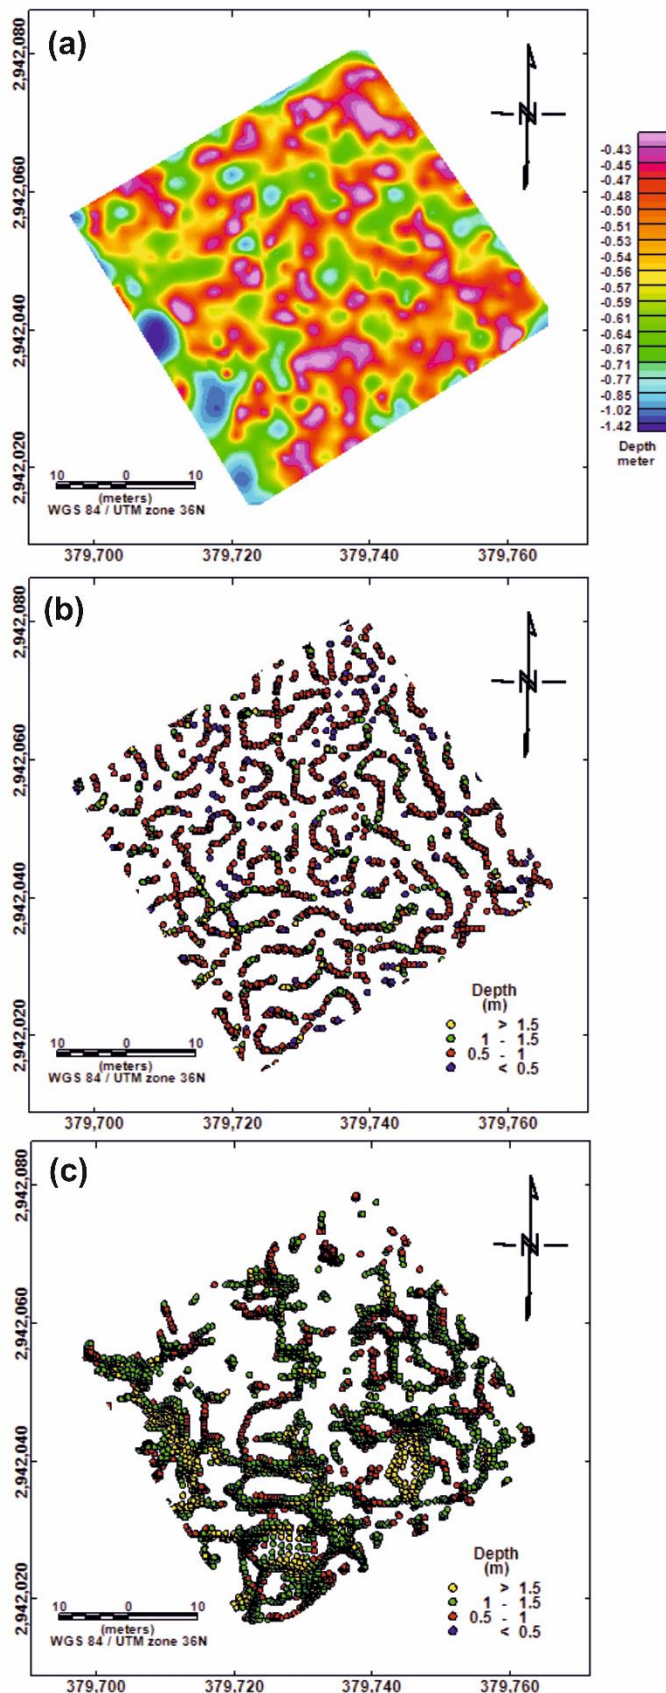 (a)
2,942,080
2,942,060
2,942,040
2,942,020
N
-0.43
-0.45
-0.47
-0.48
-0.50
-0.51
-0.53
-0.54
-0.56
-0.57
-0.59
-0.61
-0.64
-0.67
-0.71
-0.77
-0.85
-1.02
-1.42
Depth
meter
10 0 10
(meters)
WGS 84 / UTM zone 36N
379,700 379,720 379,740 379,760
(b)
2,942,080
2,942,060
2,942,040
2,942,020
N
Depth
(m)
> 1.5
1 - 1.5
0.5 - 1
< 0.5
10 0 10
(meters)
WGS 84 / UTM zone 36N
379,700 379,720 379,740 379,760
(c)
2,942,080
2,942,060
2,942,040
2,942,020
N
Depth
(m)
> 1.5
1 - 1.5
0.5 - 1
< 0.5
10 0 10
(meters)
WGS 84 / UTM zone 36N
379,700 379,720 379,740 379,760